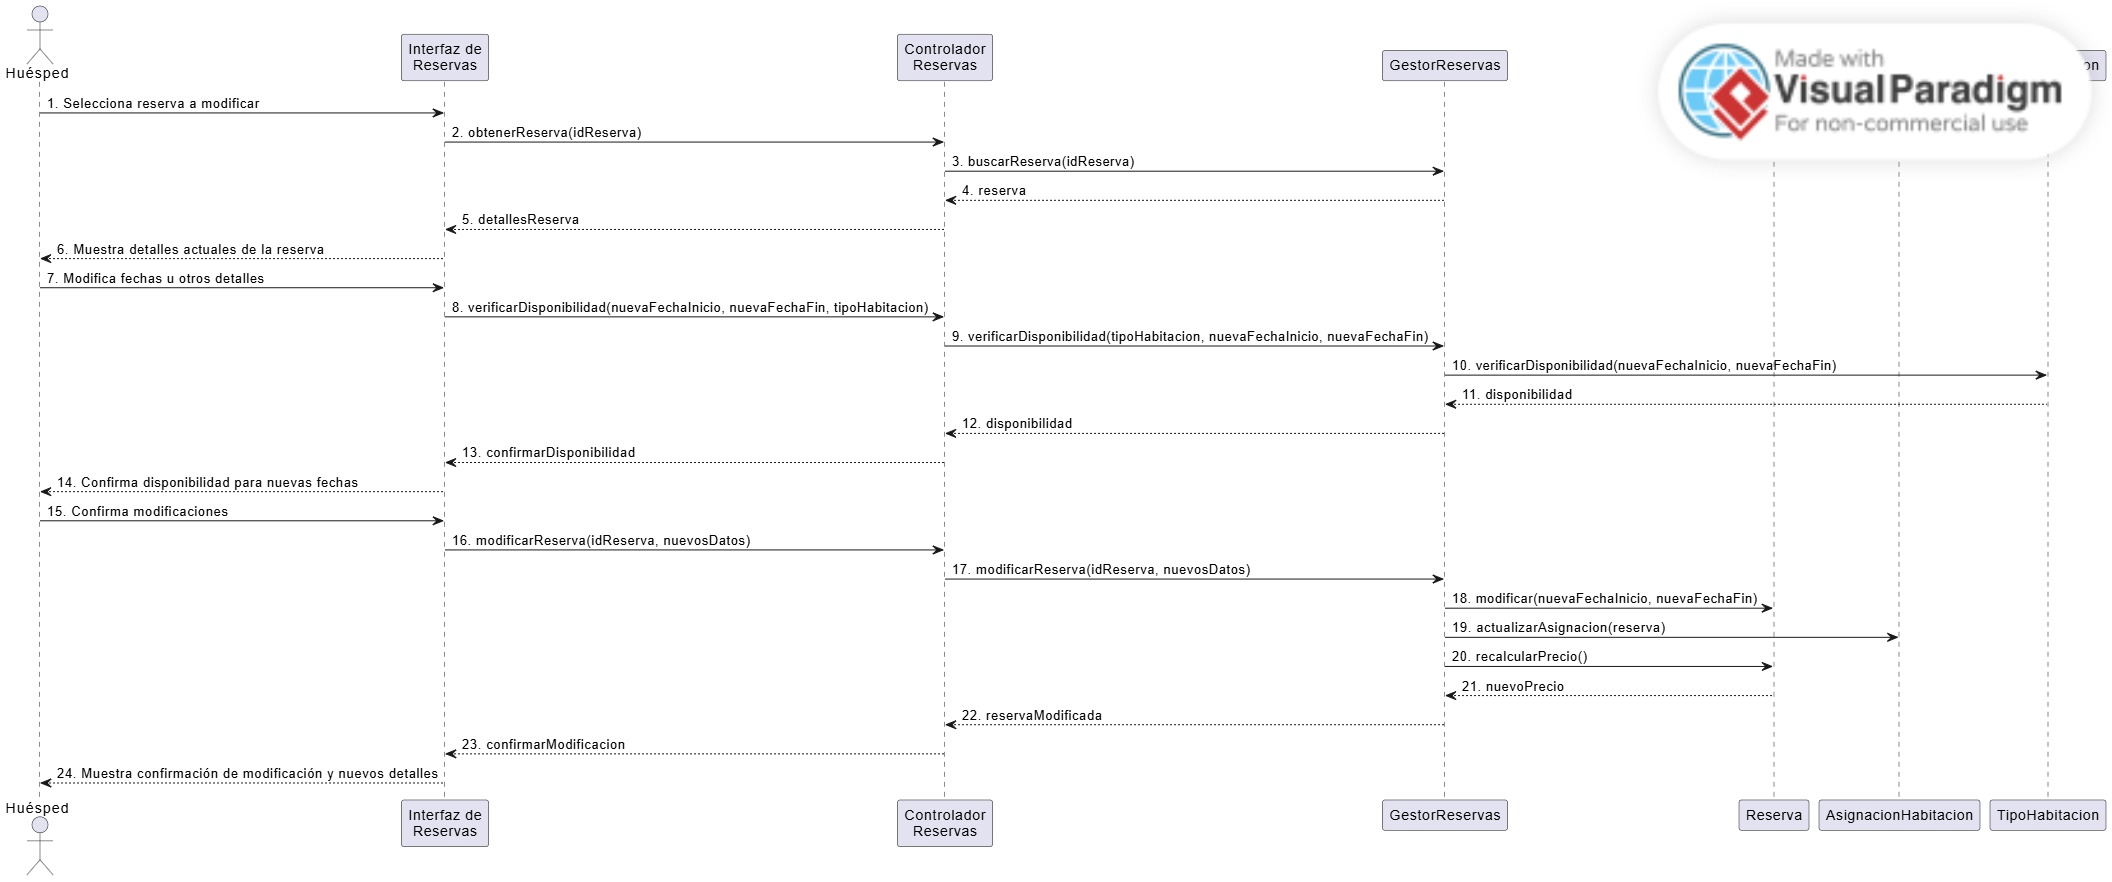 Huésped
Interfaz de
Reservas
Controlador
Reservas
GestorReservas
on
Made with
Visual Paradigm
For non-commercial use
1. Selecciona reserva a modificar
2. obtenerReserva(idReserva)
3. buscarReserva(idReserva)
4. reserva
5. detallesReserva
6. Muestra detalles actuales de la reserva
7. Modifica fechas u otros detalles
8. verificarDisponibilidad(nuevaFechaInicio, nuevaFechaFin, tipoHabitacion)
9. verificarDisponibilidad(tipoHabitacion, nuevaFechaInicio, nuevaFechaFin)
10. verificarDisponibilidad(nuevaFechaInicio, nuevaFechaFin)
11. disponibilidad
12. disponibilidad
13. confirmarDisponibilidad
14. Confirma disponibilidad para nuevas fechas
15. Confirma modificaciones
16. modificarReserva(idReserva, nuevosDatos)
17. modificarReserva(idReserva, nuevosDatos)
18. modificar(nuevaFechaInicio, nuevaFechaFin)
19. actualizarAsignacion(reserva)
20. recalcularPrecio()
21. nuevoPrecio
22. reservaModificada
23. confirmarModificacion
24. Muestra confirmación de modificación y nuevos detalles
Huésped
Interfaz de
Reservas
Controlador
Reservas
GestorReservas
Reserva
AsignacionHabitacion
TipoHabitacion